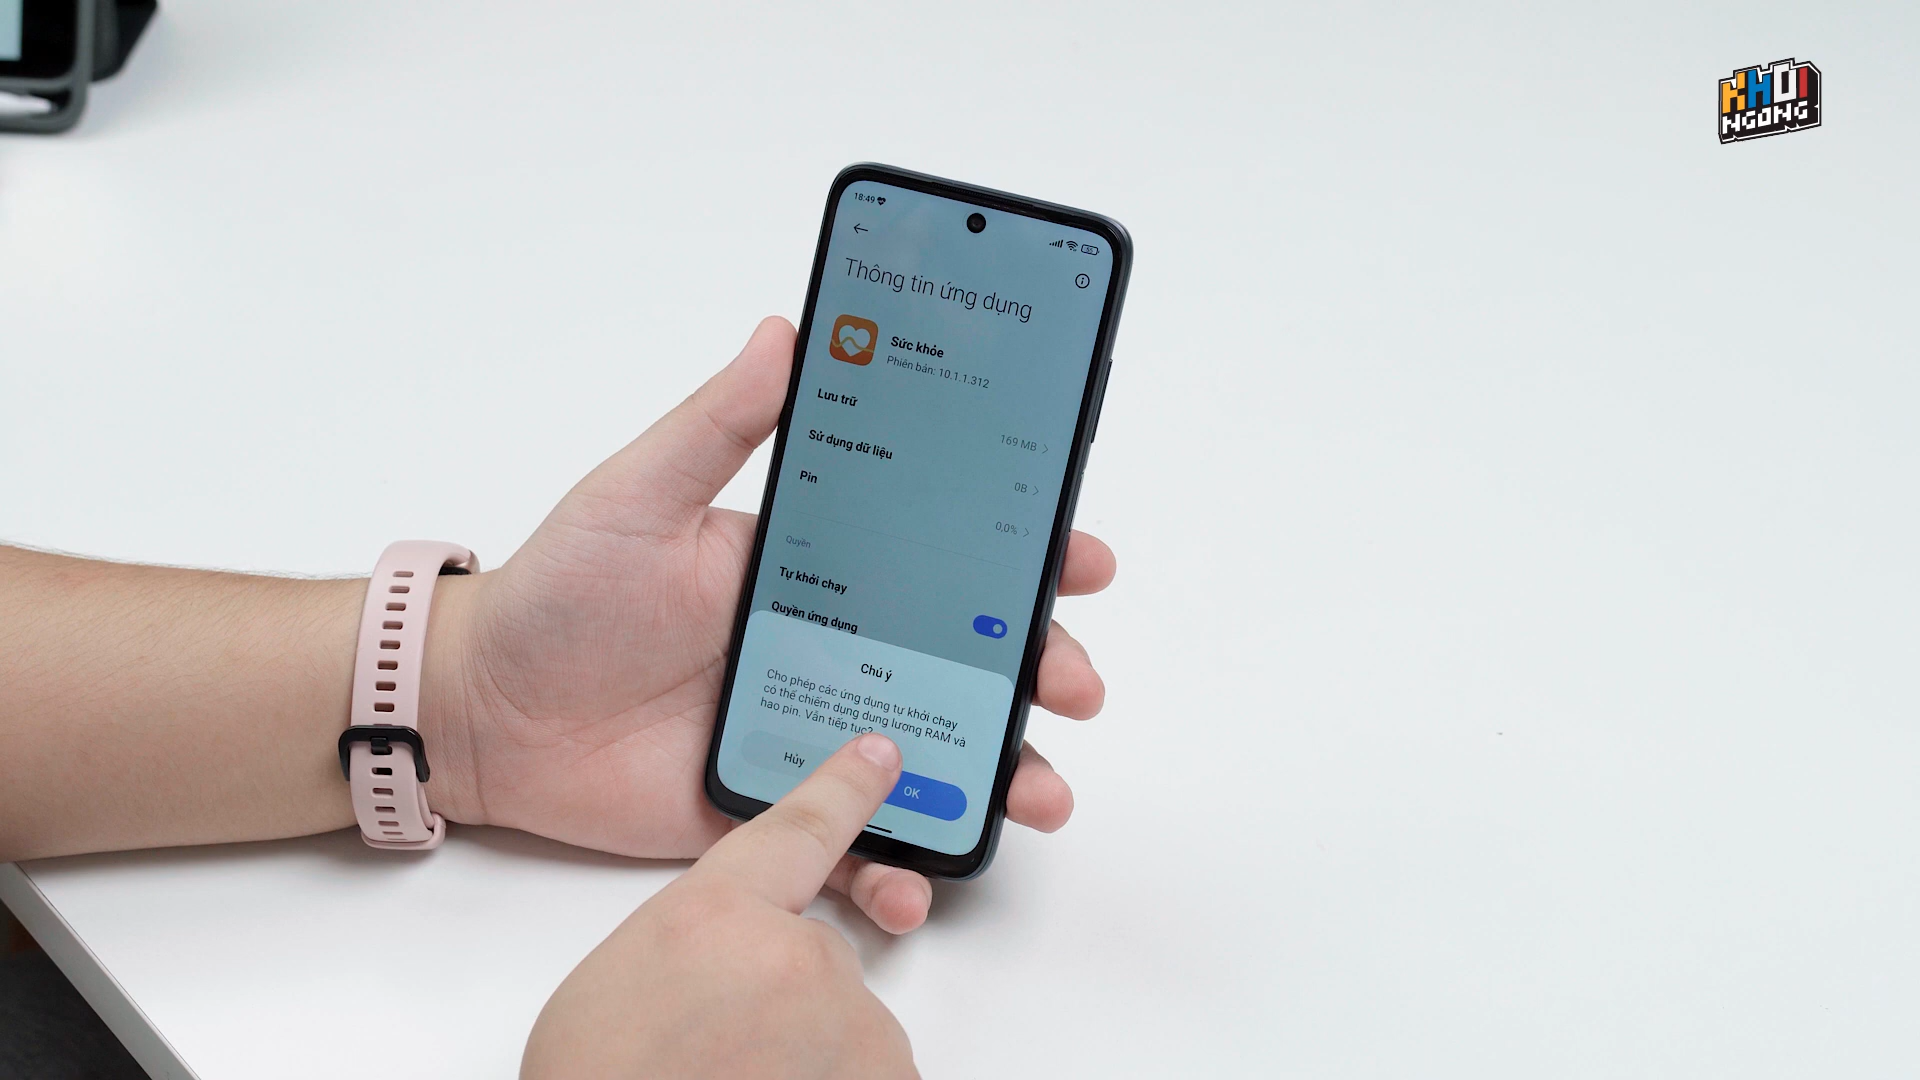 KHOI
NGONG
18:49
Thông tin ứng dụng
Sức khỏe
Phiên bản: 10.1.1.312
Lưu trữ
169 MB
Sử dụng dữ liệu
0B
Pin
0,0%
Quyền
Tự khởi chạy
Quyền ứng dụng
Chú ý
Cho phép các ứng dụng tự khởi chạy
có thể chiếm dụng dung lượng RAM và
hao pin. Vẫn tiếp tục?
Hủy
OK